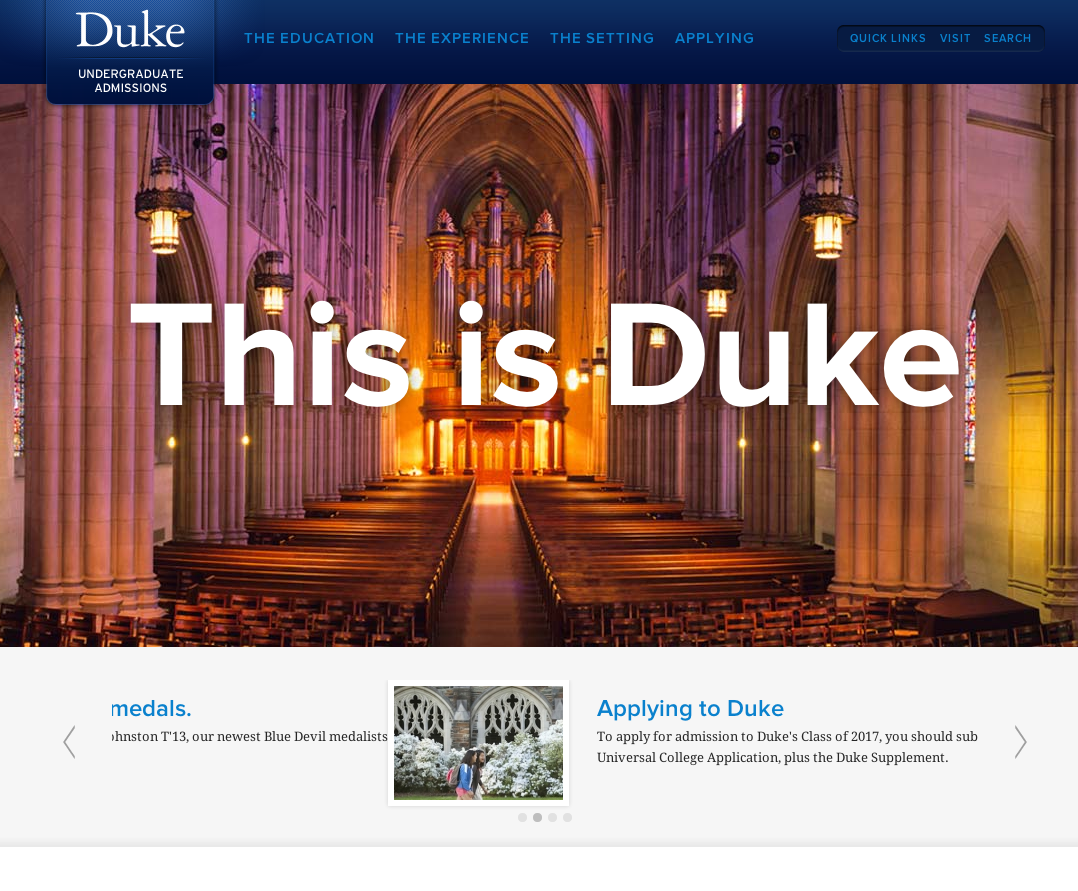 Duke
UNDERGRADUATE
ADMISSIONS
THE EDUCATION THE EXPERIENCE THE SETTING APPLYING
QUICK LINKS VISIT SEARCH
This is Duke
medals.
ohnston T'13, our newest Blue Devil medalists
Applying to Duke
To apply for admission to Duke's Class of 2017, you should sub
Universal College Application, plus the Duke Supplement.